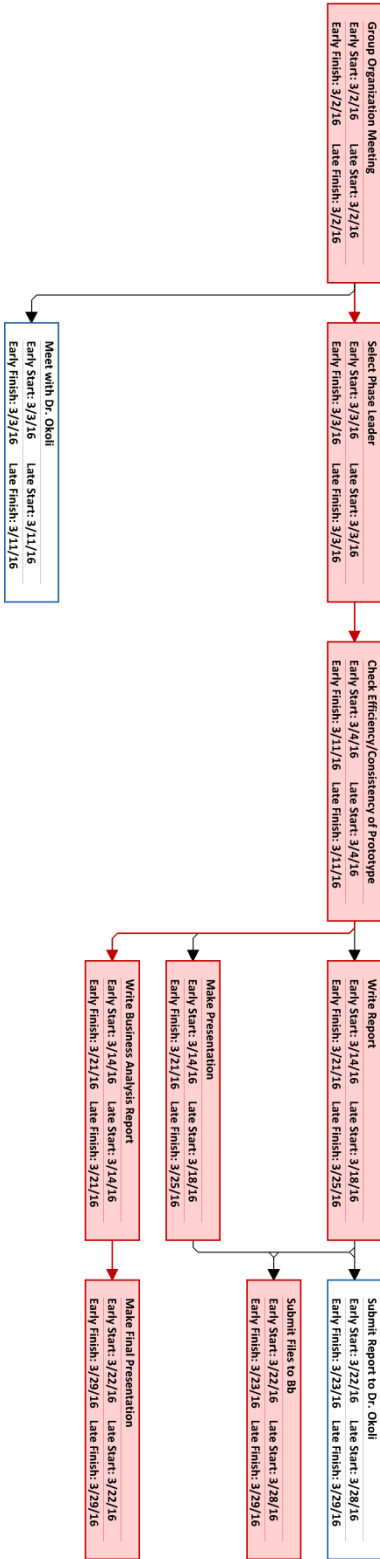 Group Organization Meeting
Early Start: 3/2/16 Late Start: 3/2/16
Early Finish: 3/2/16 Late Finish: 3/2/16
Select Phase Leader
Early Start: 3/3/16 Late Start: 3/3/16
Early Finish: 3/3/16 Late Finish: 3/3/16
Meet with Dr. Okoli
Early Start: 3/3/16 Late Start: 3/11/16
Early Finish: 3/3/16 Late Finish: 3/11/16
Check Efficiency/Consistency of Prototype
Early Start: 3/4/16 Late Start: 3/4/16
Early Finish: 3/11/16 Late Finish: 3/11/16
Write Report
Early Start: 3/14/16 Late Start: 3/18/16
Early Finish: 3/21/16 Late Finish: 3/25/16
Make Presentation
Early Start: 3/14/16 Late Start: 3/18/16
Early Finish: 3/21/16 Late Finish: 3/25/16
Write Business Analysis Report
Early Start: 3/14/16 Late Start: 3/14/16
Early Finish: 3/21/16 Late Finish: 3/21/16
Submit Report to Dr. Okoli
Early Start: 3/22/16 Late Start: 3/28/16
Early Finish: 3/23/16 Late Finish: 3/29/16
Submit Files to Bb
Early Start: 3/22/16 Late Start: 3/28/16
Early Finish: 3/23/16 Late Finish: 3/29/16
Make Final Presentation
Early Start: 3/22/16 Late Start: 3/22/16
Early Finish: 3/29/16 Late Finish: 3/29/16